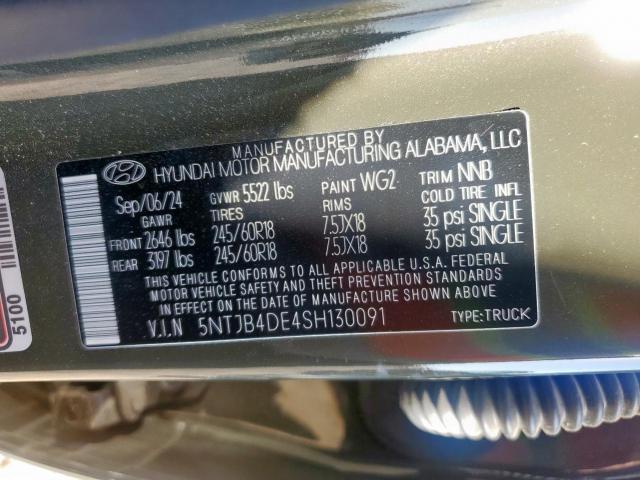 MANUFACTURED BY
HYUNDAI MOTOR MANUFACTURING ALABAMA, LLC
Sep/06/24 GVWR 5522 lbs PAINT WG2 TRIM NNB
GAWR TIRES RIMS COLD TIRE INFL
FRONT 2646 lbs 245/60R18 7.5JX18 35 psi SINGLE
REAR 3197 lbs 245/60R18 7.5JX18 35 psi SINGLE
THIS VEHICLE CONFORMS TO ALL APPLICABLE U.S.A. FEDERAL
MOTOR VEHICLE SAFETY AND THEFT PREVENTION STANDARDS
IN EFFECT ON THE DATE OF MANUFACTURE SHOWN ABOVE.
V.I.N 5NTJB4DE4SH130091 TYPE: TRUCK
5100